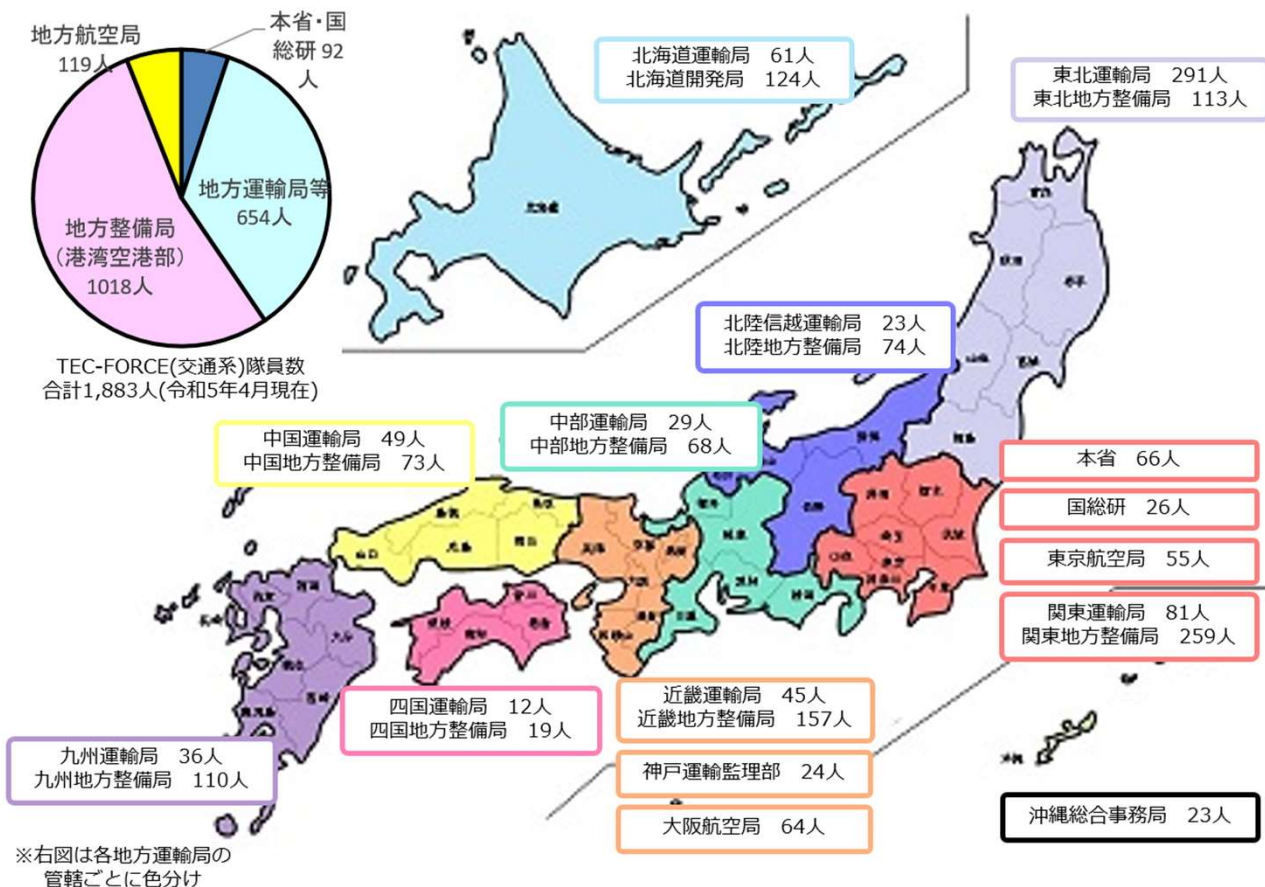 地方航空局
119人
本省・国
総研 92
人
地方運輸局等
654人
地方整備局
（港湾空港部）
1018人
TEC-FORCE(交通系)隊員数
合計1,883人(令和5年4月現在)
北海道運輸局 61人
北海道開発局 124人
東北運輸局 291人
東北地方整備局 113人
北陸信越運輸局 23人
北陸地方整備局 74人
中部運輸局 29人
中部地方整備局 68人
中国運輸局 49人
中国地方整備局 73人
本省 66人
国総研 26人
東京航空局 55人
関東運輸局 81人
関東地方整備局 259人
四国運輸局 12人
四国地方整備局 19人
近畿運輸局 45人
近畿地方整備局 157人
神戸運輸監理部 24人
大阪航空局 64人
九州運輸局 36人
九州地方整備局 110人
沖縄総合事務局 23人
※右図は各地方運輸局の
管轄ごとに色分け
北海道
山口
広島
長崎
大分
宮崎
沖縄